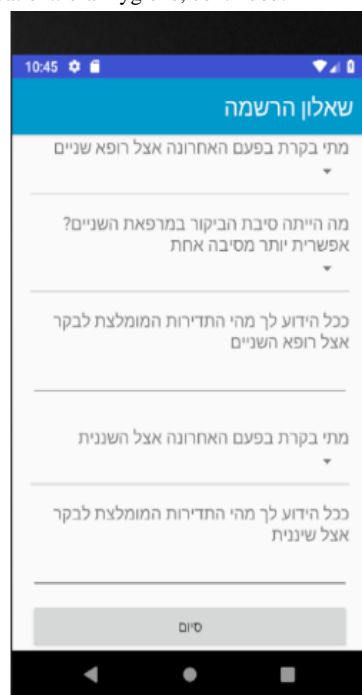 10:45
שאלון הרשמה
מתי בקרת בפעם האחרונה אצל רופא שניים
מה הייתה סיבת הביקור במרפאת השניים?
אפשרית יותר מסיבה אחת
ככל הידוע לך מהי התדירות המומלצת לבקר
אצל רופא השניים
מתי בקרת בפעם האחרונה אצל השננית
ככל הידוע לך מהי התדירות המומלצת לבקר
אצל שיננית
סיום